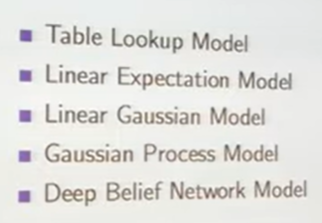 Table Lookup Model
Linear Expectation Model
Linear Gaussian Model
Gaussian Process Model
Deep Belief Network Model